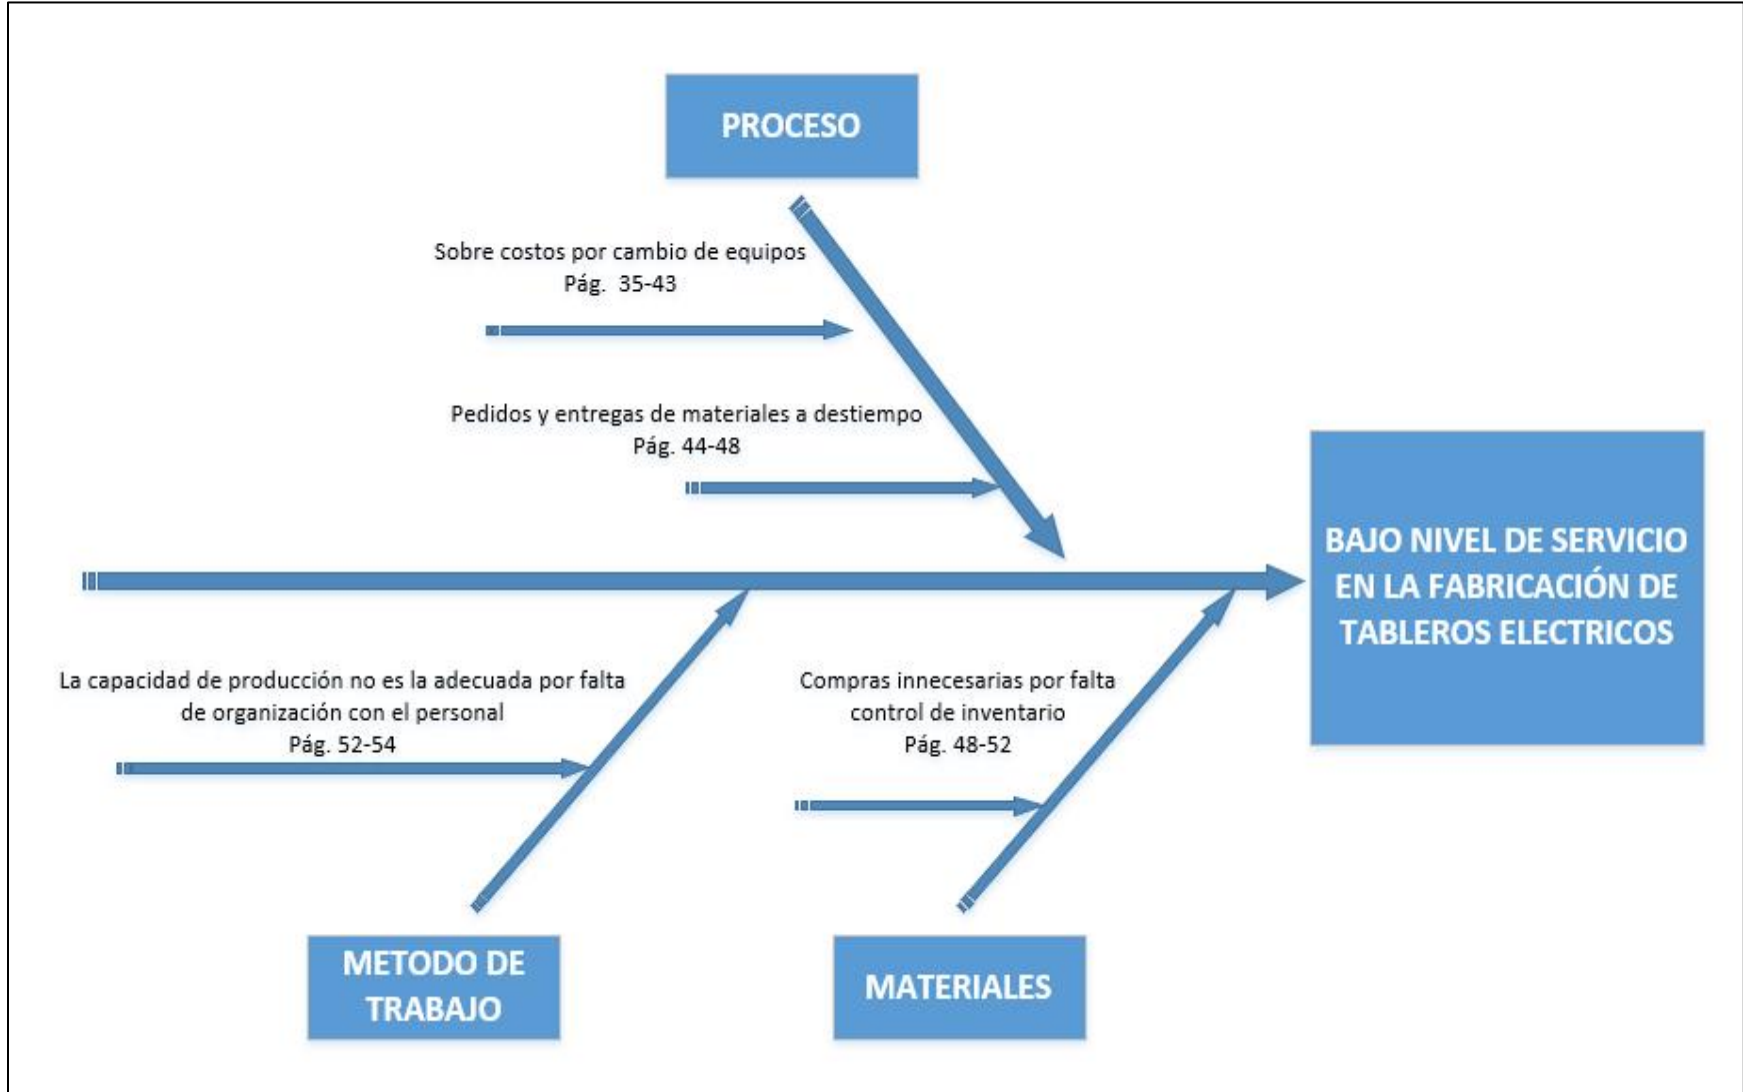 PROCESO
Sobre costos por cambio de equipos
Pág. 35-43
Pedidos y entregas de materiales a destiempo
Pág. 44-48
BAJO NIVEL DE SERVICIO
EN LA FABRICACIÓN DE
TABLEROS ELECTRICOS
La capacidad de producción no es la adecuada por falta
de organización con el personal
Pág. 52-54
Compras innecesarias por falta
control de inventario
Pág. 48-52
METODO DE
TRABAJO
MATERIALES